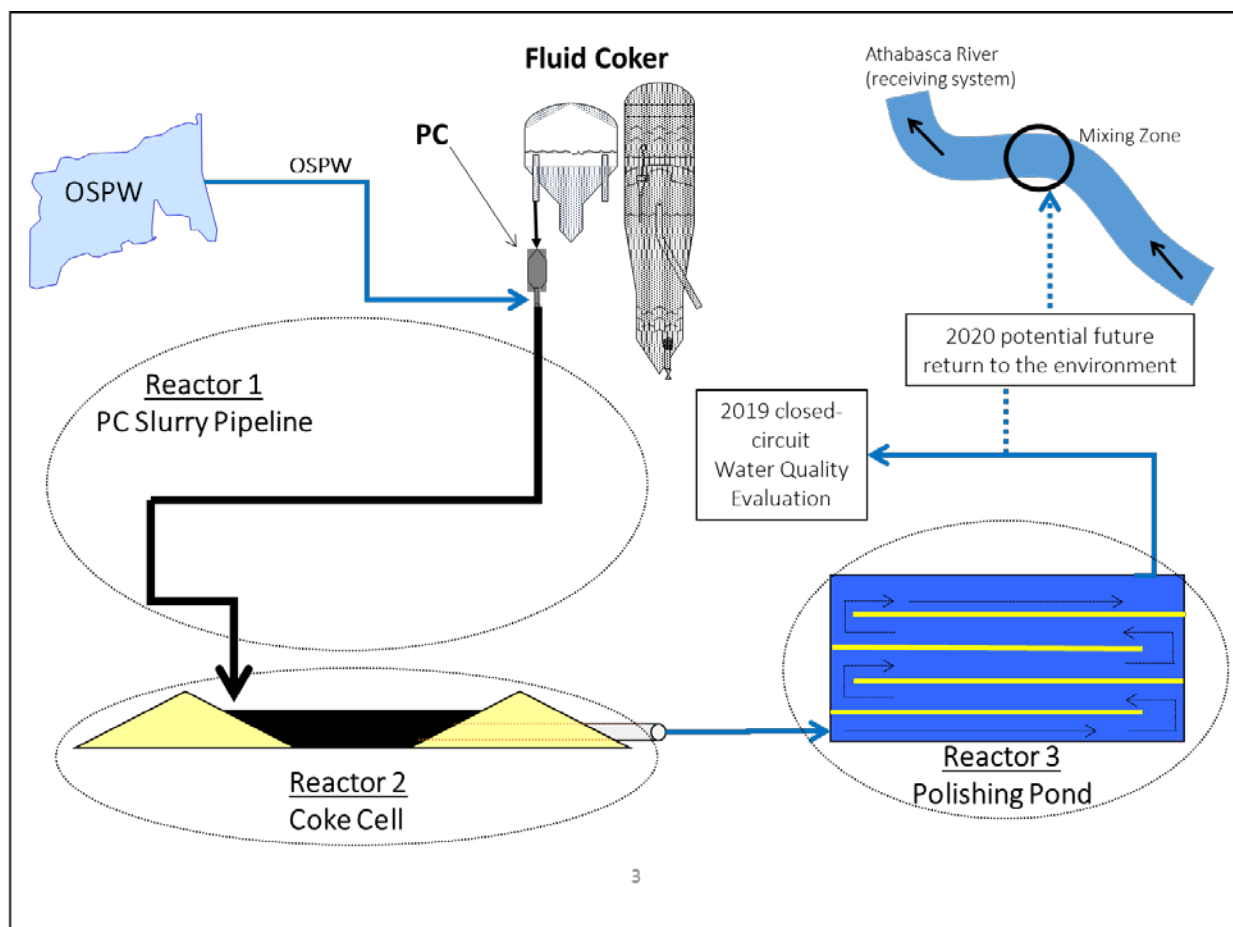 Fluid Coker
PC
OSPW
OSPW
Athabasca River
(receiving system)
Mixing Zone
2020 potential future
return to the environment
2019 closed-
circuit
Water Quality
Evaluation
Reactor 1
PC Slurry Pipeline
Reactor 2
Coke Cell
Reactor 3
Polishing Pond
3